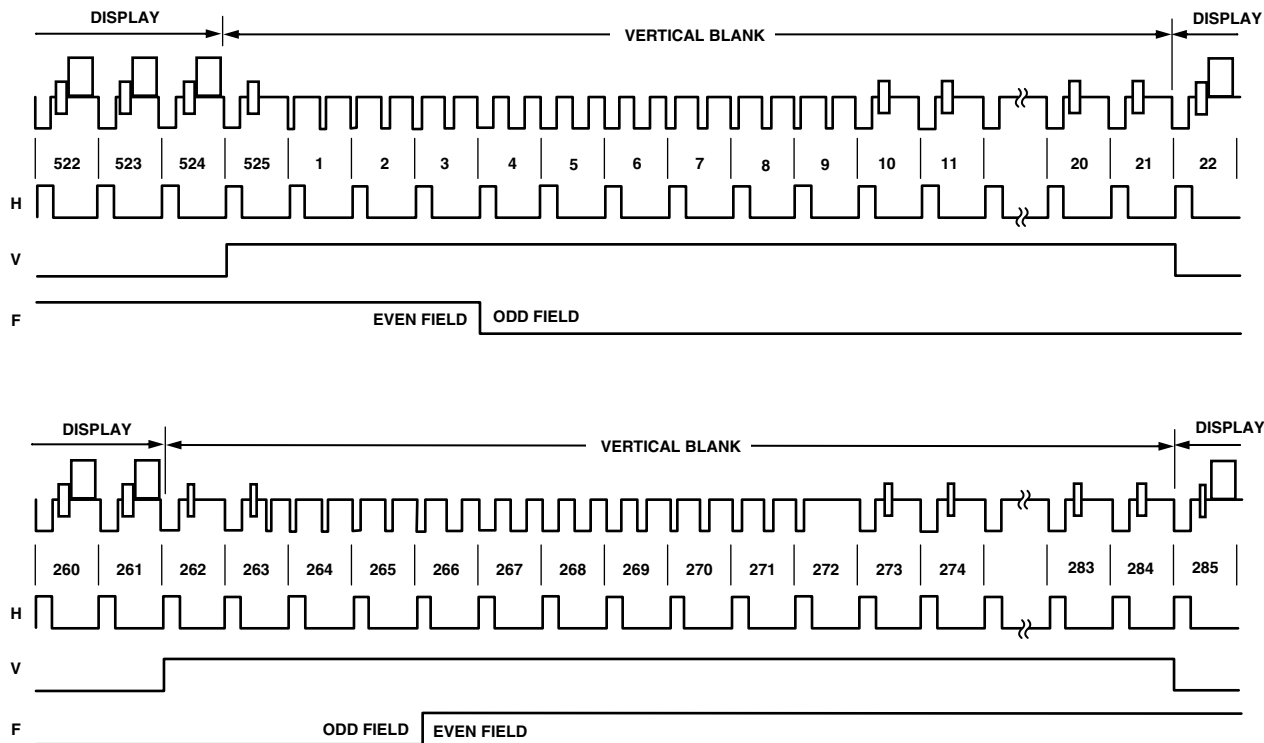 DISPLAY VERTICAL BLANK DISPLAY
522 523 524 525 1 2 3 4 5 6 7 8 9 10 11 20 21 22
H
V
F EVEN FIELD ODD FIELD
DISPLAY VERTICAL BLANK DISPLAY
260 261 262 263 264 265 266 267 268 269 270 271 272 273 274 283 284 285
H
V
F ODD FIELD EVEN FIELD